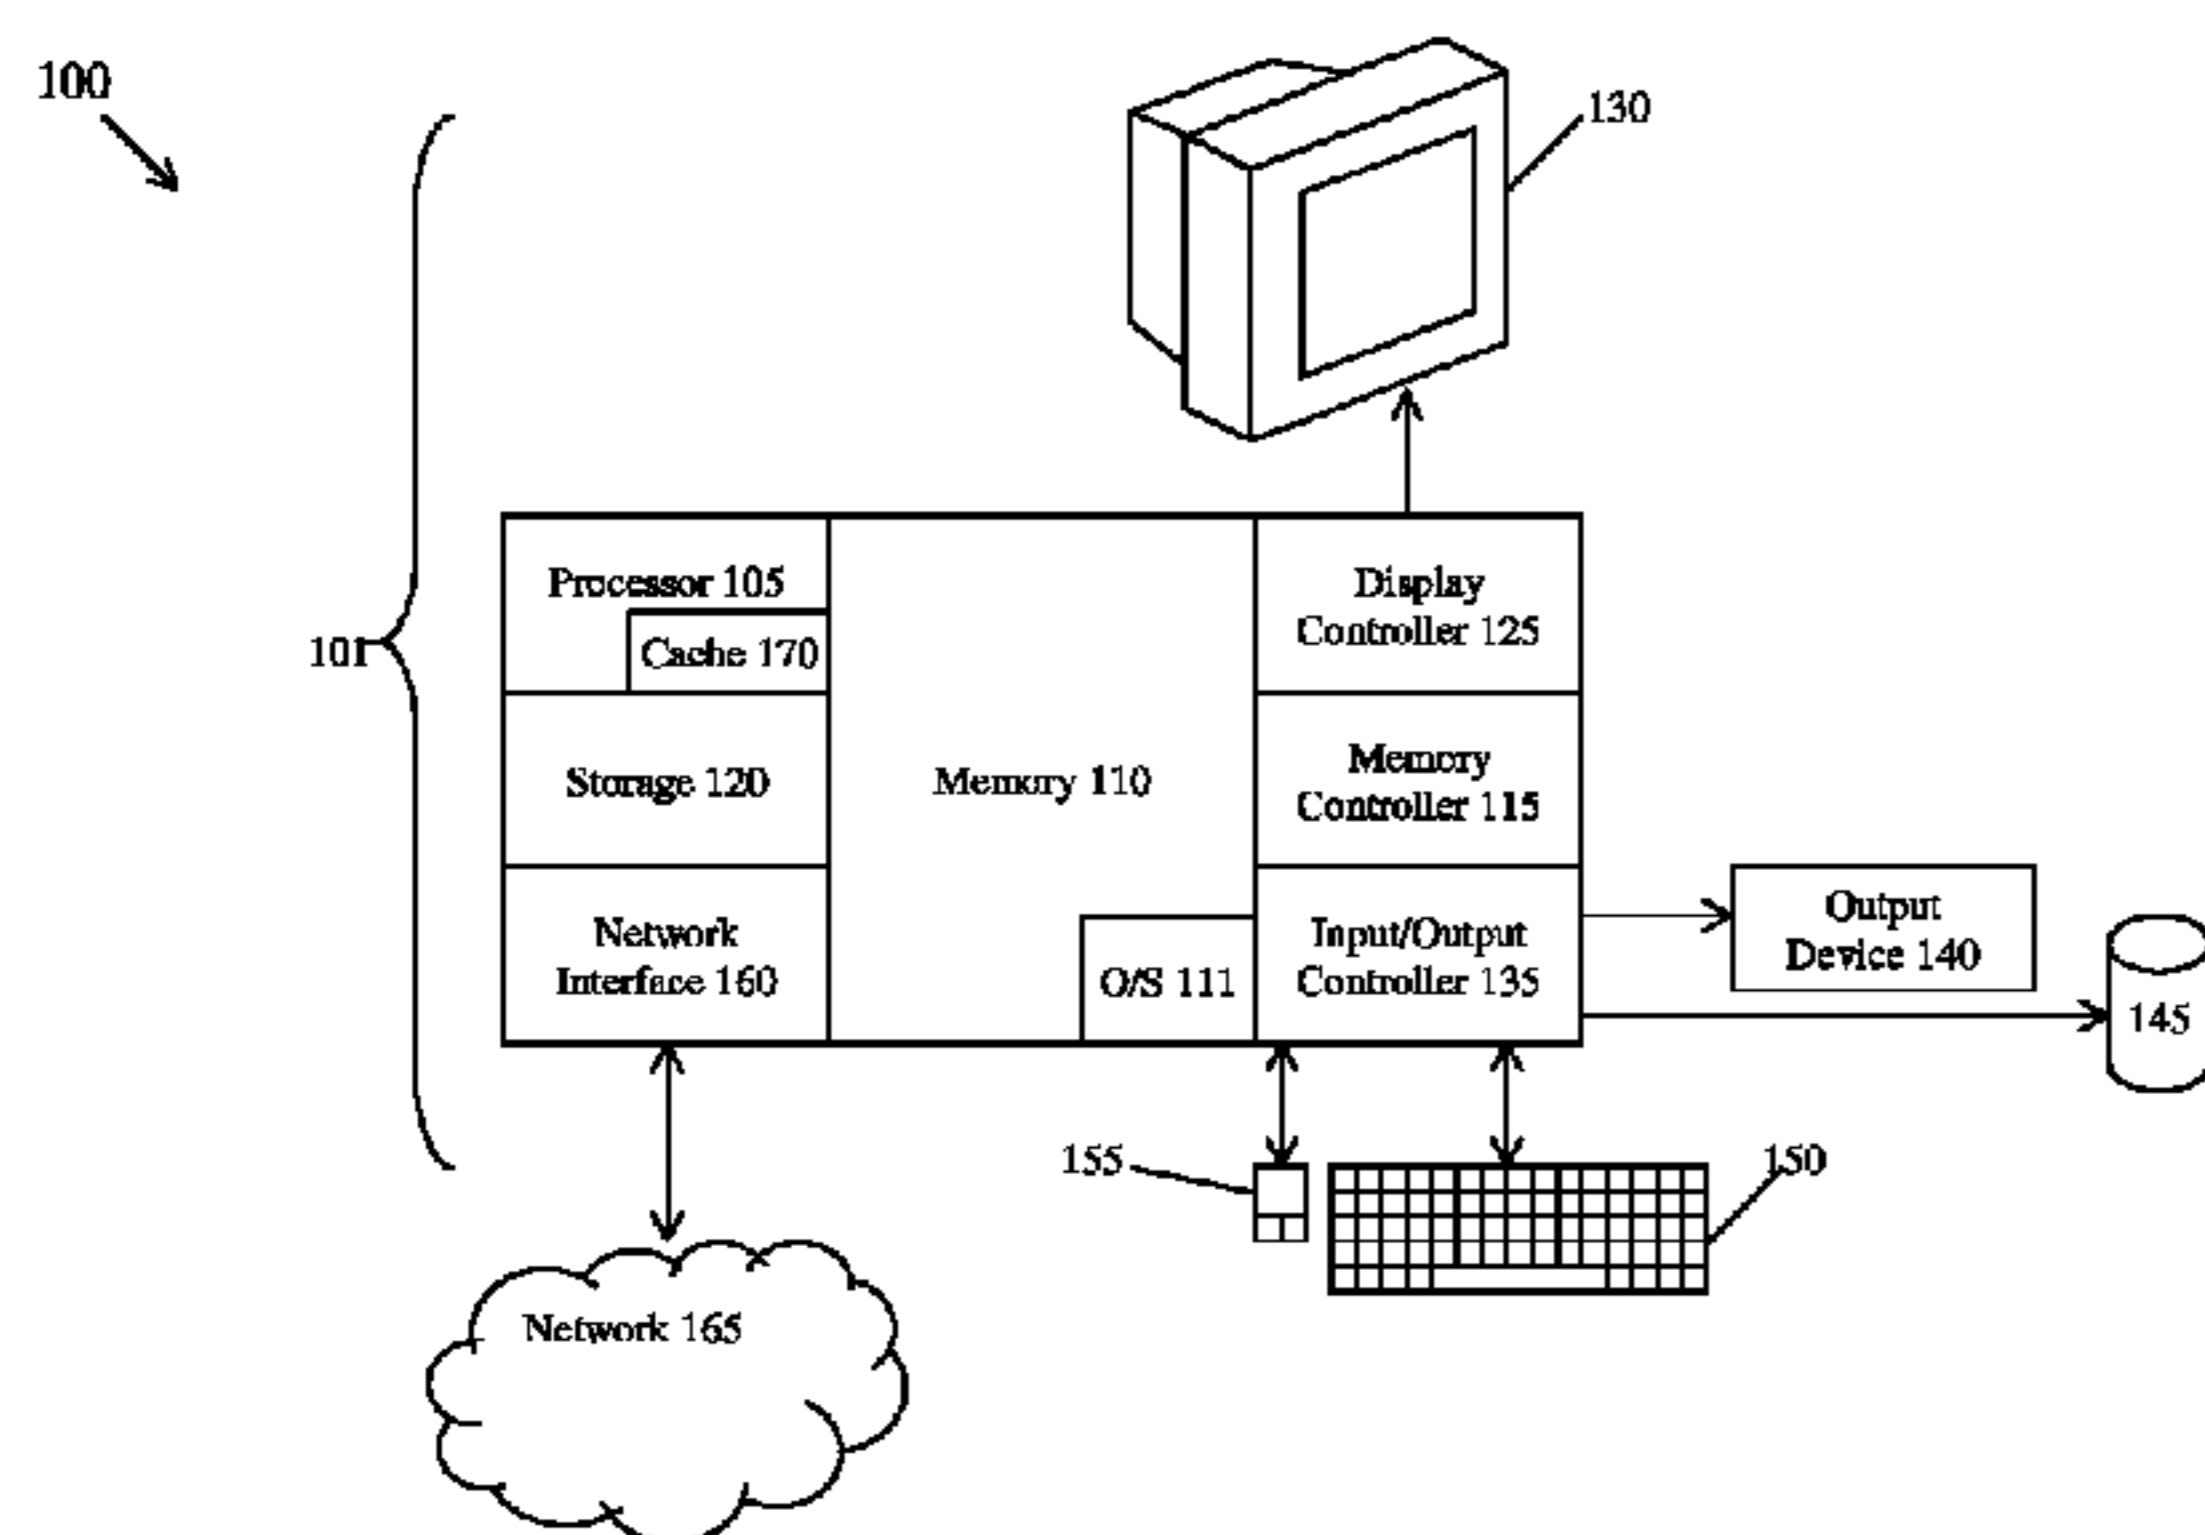 100
130
101
Processor 105
Cache 170
Display
Controller 125
Storage 120
Memory 110
Memory
Controller 115
Network
Interface 160
O/S 111
Input/Output
Controller 135
Output
Device 140
145
155
150
Network 165